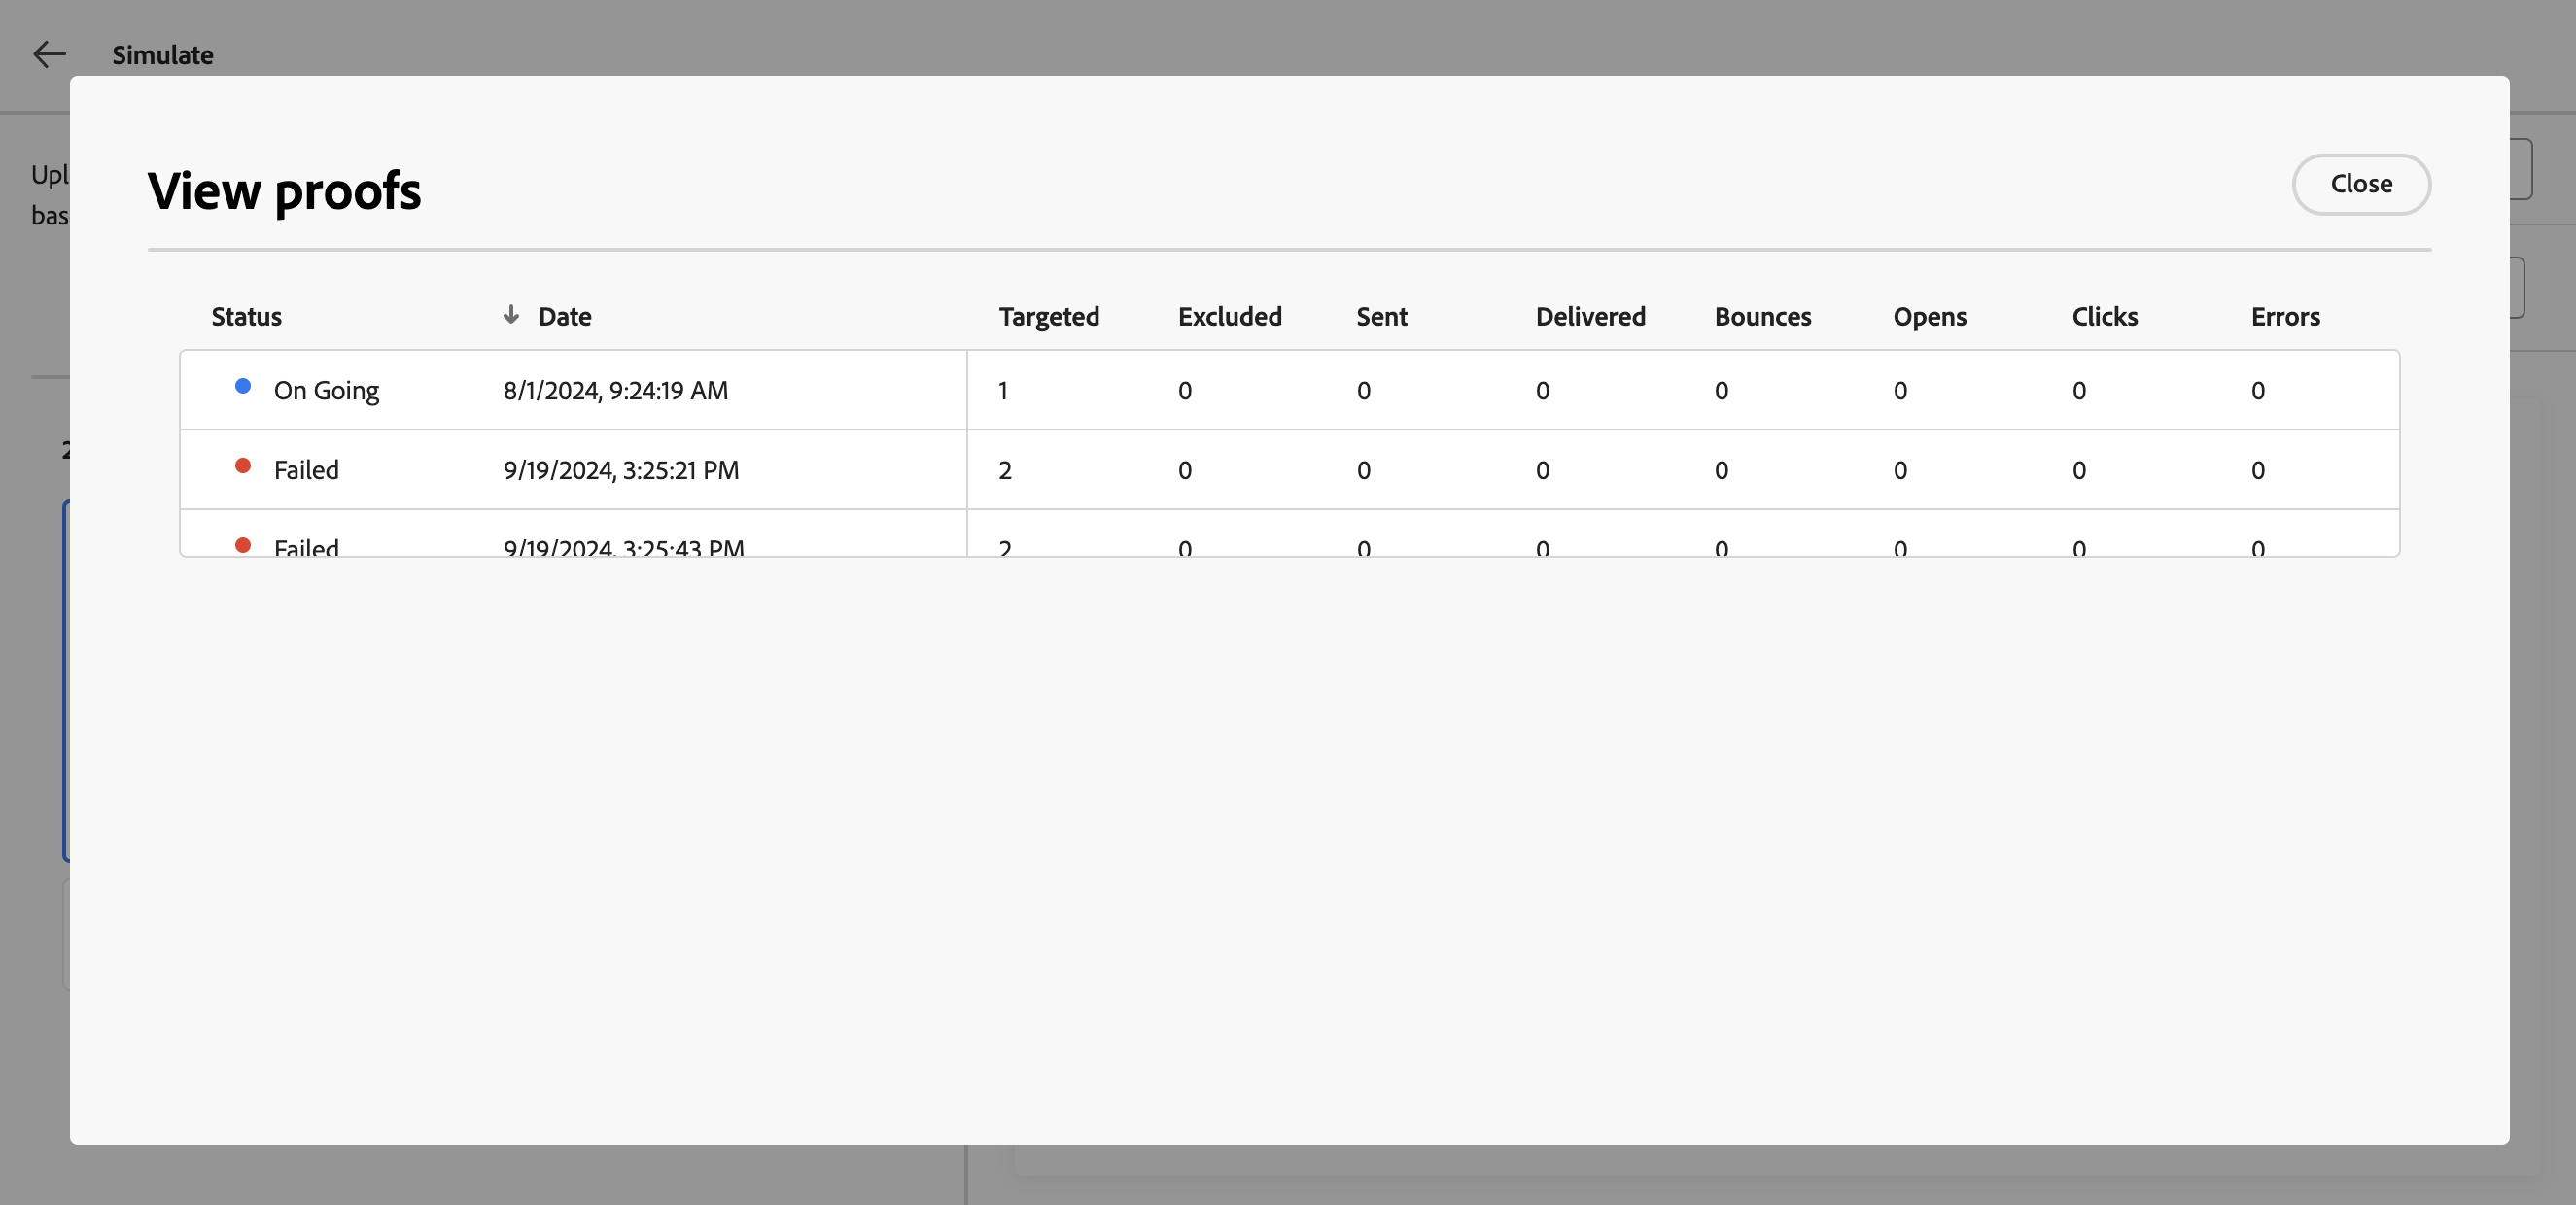 Simulate
Upl
bas
View proofs
Close
Status Date Targeted Excluded Sent Delivered Bounces Opens Clicks Errors
On Going 8/1/2024, 9:24:19 AM 1 0 0 0 0 0 0 0
Failed 9/19/2024, 3:25:21 PM 2 0 0 0 0 0 0 0
Failed 9/19/2024, 3:25:43 PM 2 0 0 0 0 0 0 0
2